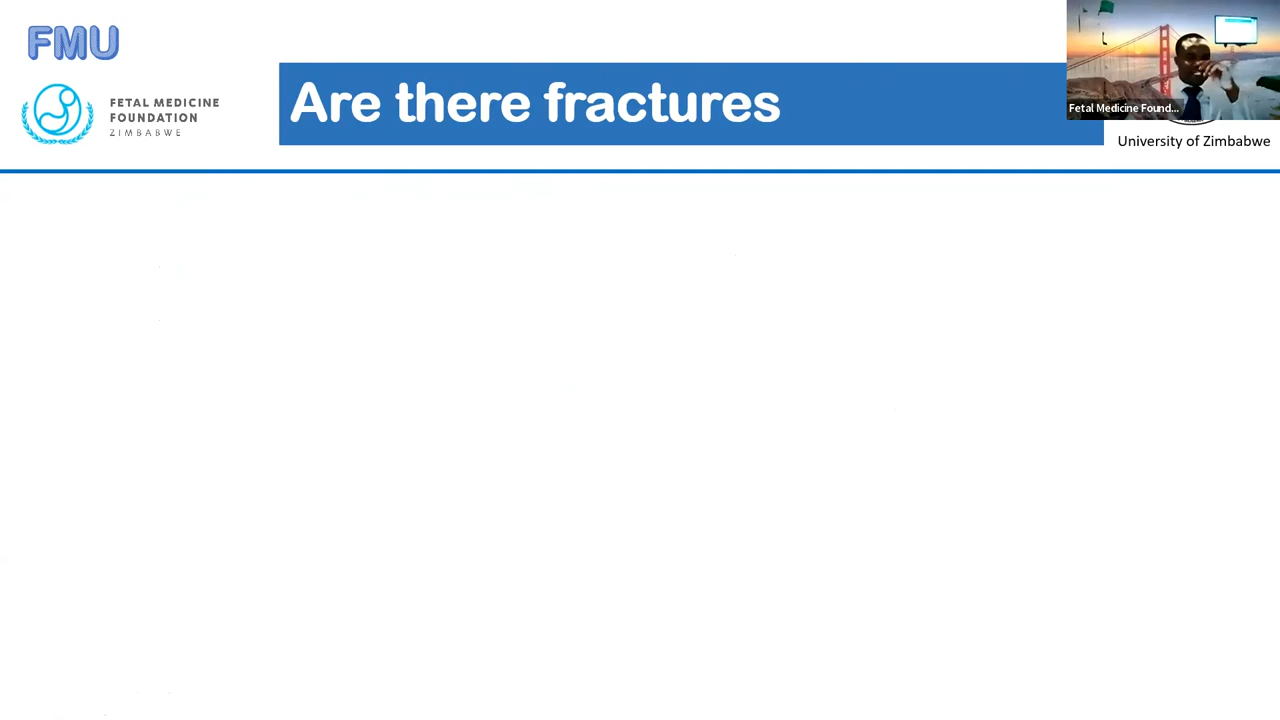 FMU
FETAL MEDICINE
FOUNDATION
ZIMBABWE
Are there fractures
Fetal Medicine Found...
University of Zimbabwe